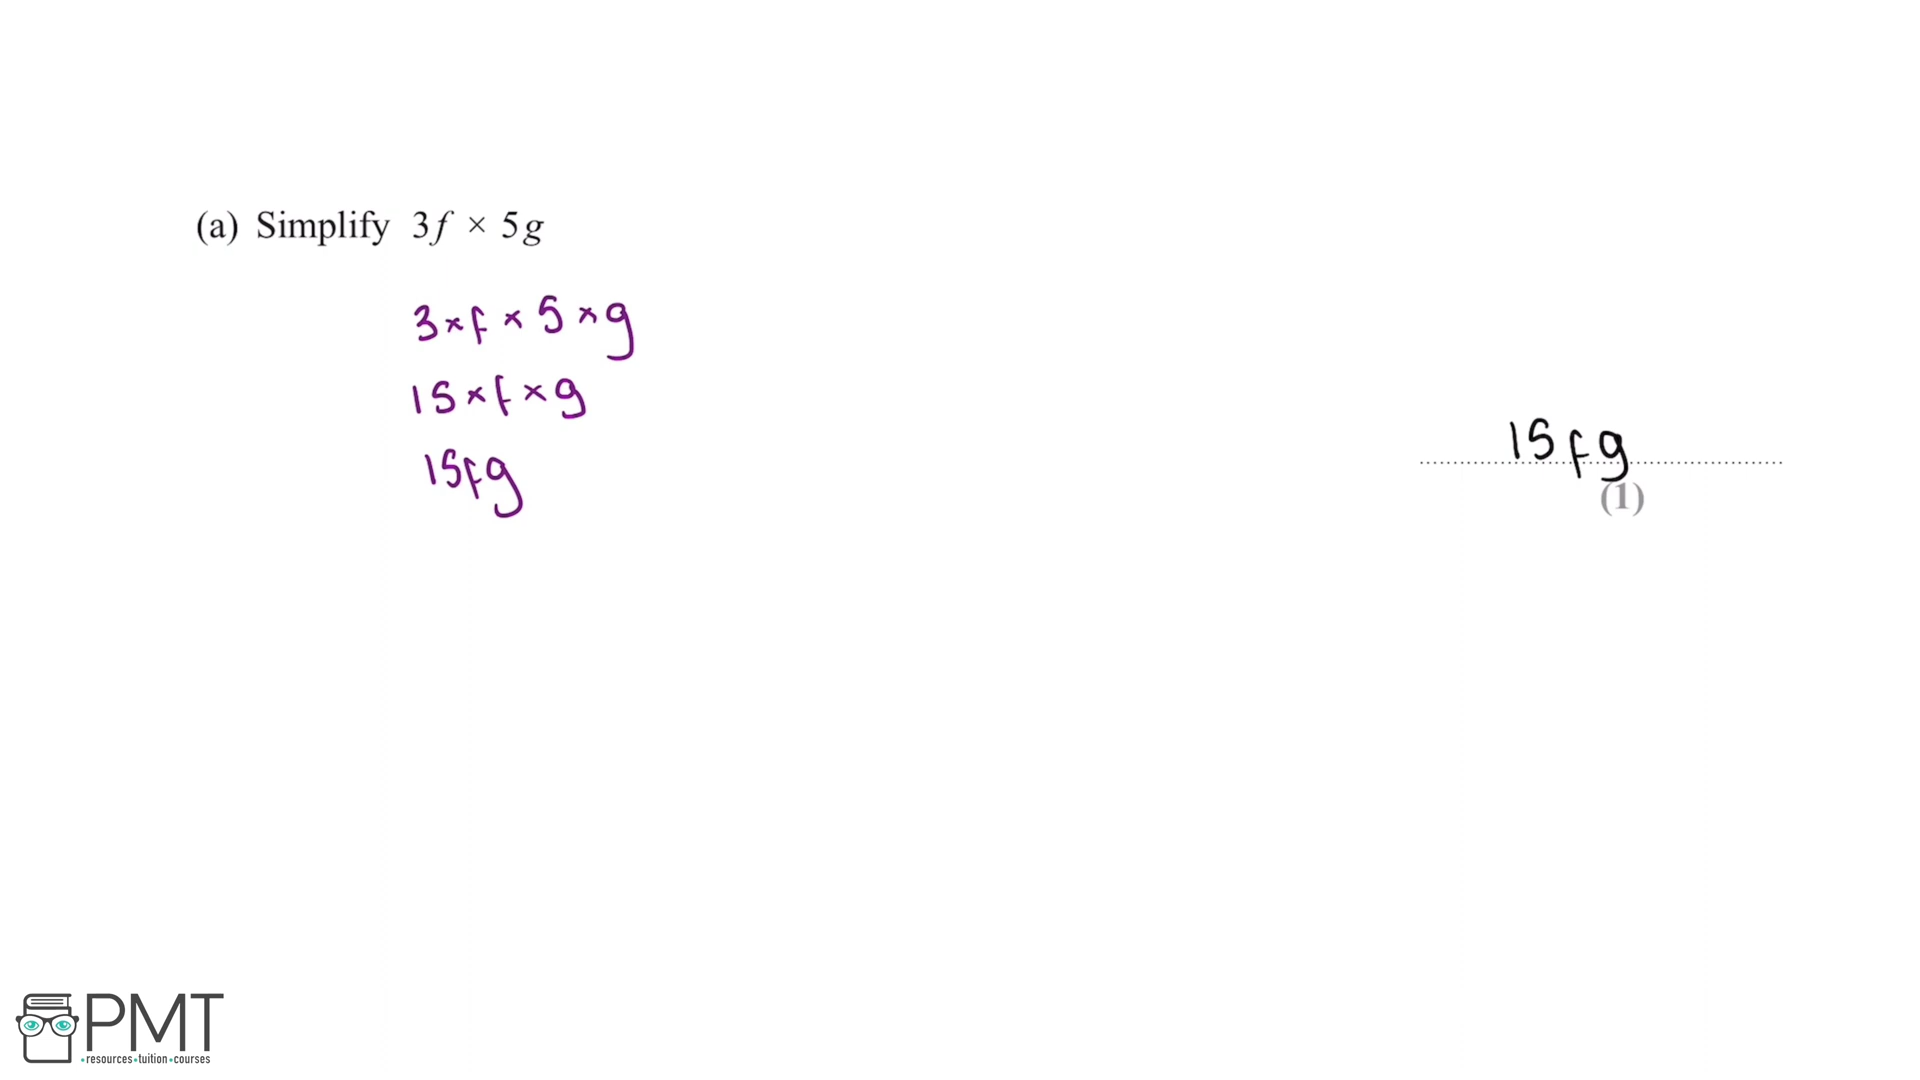 (a) Simplify 3f × 5g
3 × f × 5 × g
15 × f × g
15fg
15fg
(1)
PMT
•resources•tuition•courses